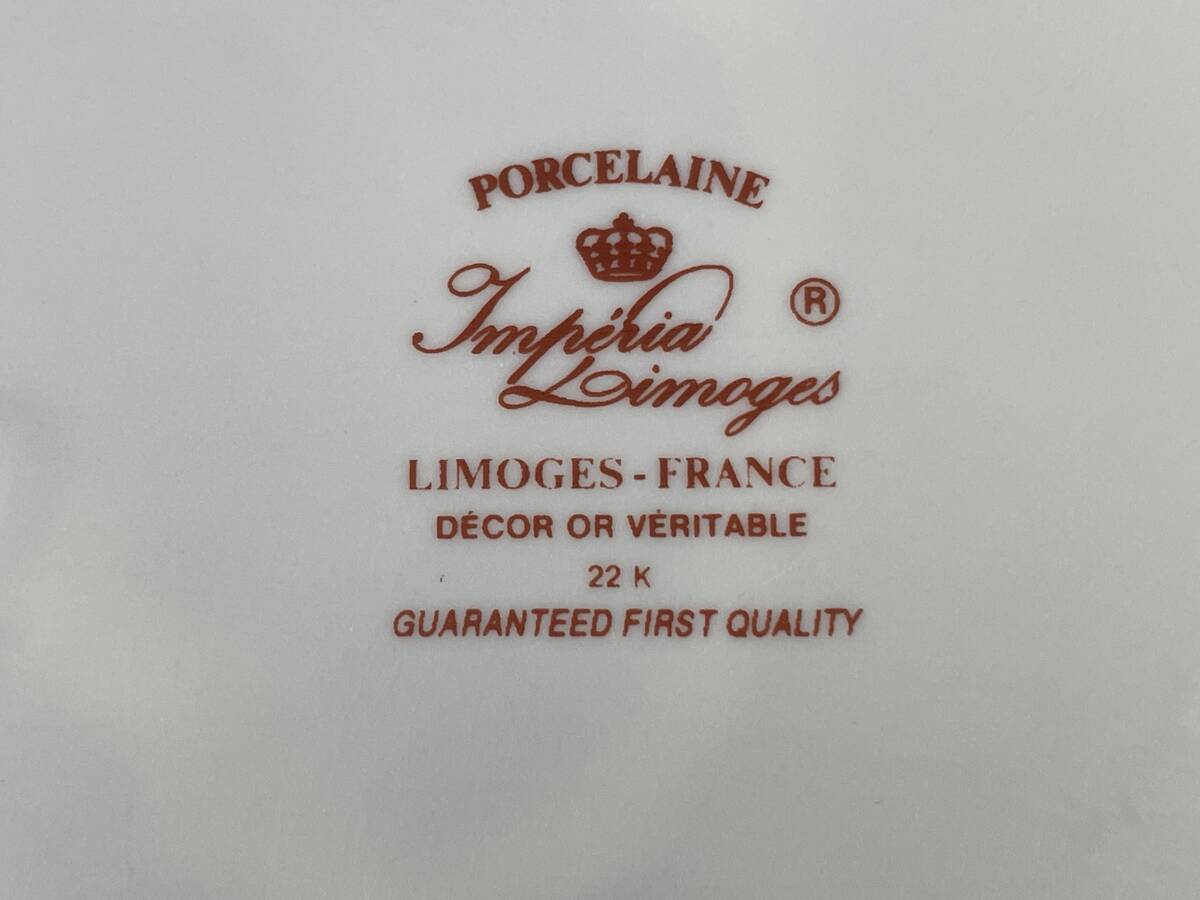 PORCELAINE
Impéria ®
Limoges
LIMOGES - FRANCE
DÉCOR OR VÉRITABLE
22 K
GUARANTEED FIRST QUALITY